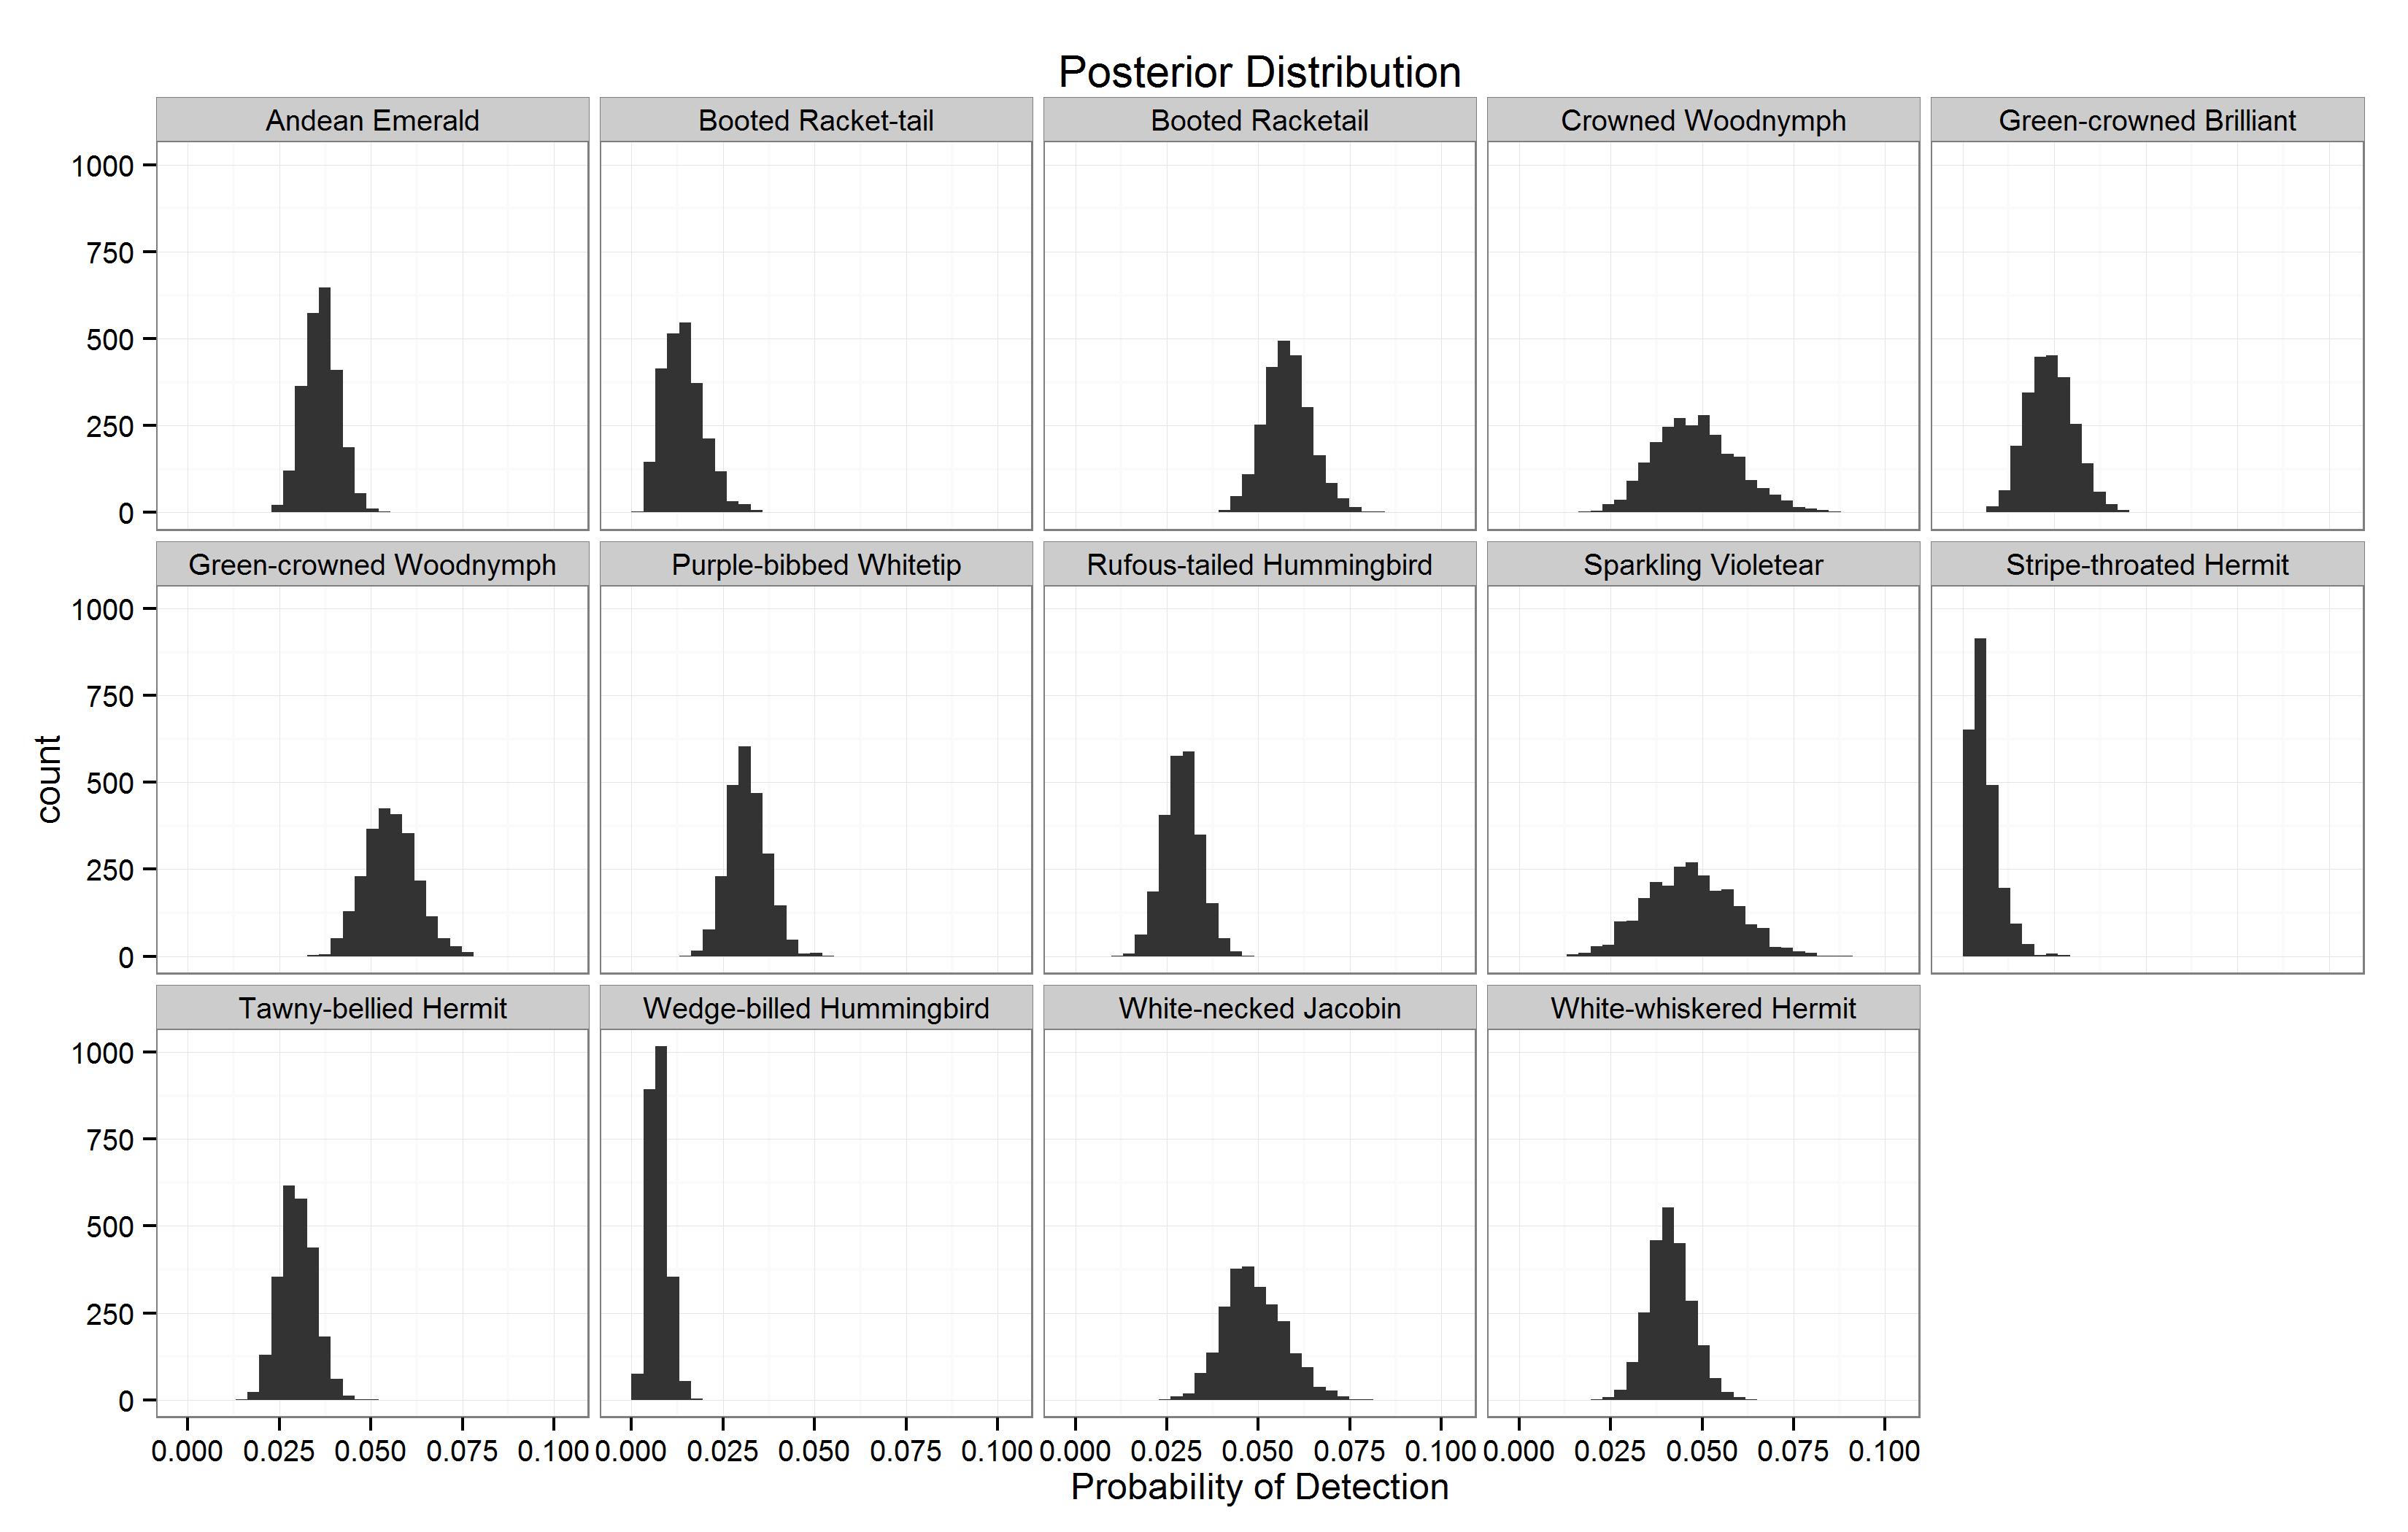 Posterior Distribution
Andean Emerald Booted Racket-tail Booted Racketail Crowned Woodnymph Green-crowned Brilliant
1000
750
500
250
0
Green-crowned Woodnymph Purple-bibbed Whitetip Rufous-tailed Hummingbird Sparkling Violetear Stripe-throated Hermit
1000
750
500
250
0
count
Tawny-bellied Hermit Wedge-billed Hummingbird White-necked Jacobin White-whiskered Hermit
1000
750
500
250
0
0.000 0.025 0.050 0.075 0.100 0.000 0.025 0.050 0.075 0.100 0.000 0.025 0.050 0.075 0.100 0.000 0.025 0.050 0.075 0.100
Probability of Detection